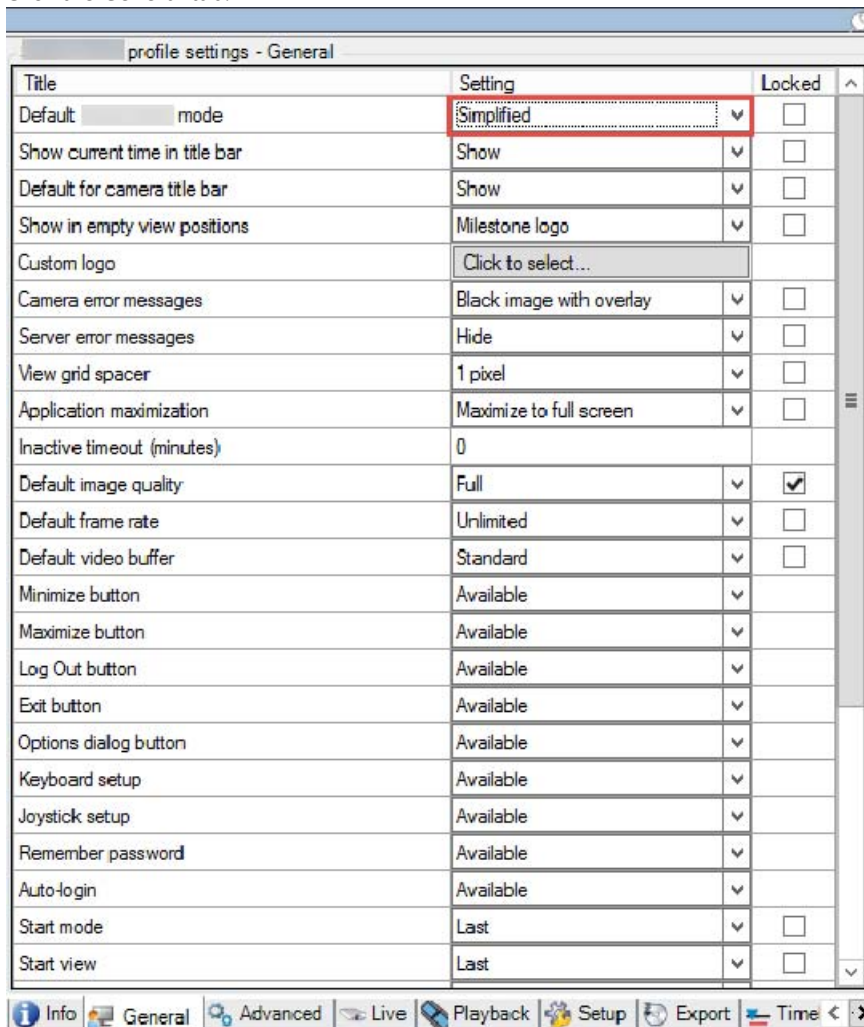 profile settings - General
Title Setting Locked
Default mode Simplified
Show current time in title bar Show
Default for camera title bar Show
Show in empty view positions Milestone logo
Custom logo Click to select...
Camera error messages Black image with overlay
Server error messages Hide
View grid spacer 1 pixel
Application maximization Maximize to full screen
Inactive timeout (minutes) 0
Default image quality Full
Default frame rate Unlimited
Default video buffer Standard
Minimize button Available
Maximize button Available
Log Out button Available
Exit button Available
Options dialog button Available
Keyboard setup Available
Joystick setup Available
Remember password Available
Auto-login Available
Start mode Last
Start view Last
Info General Advanced Live Playback Setup Export Time